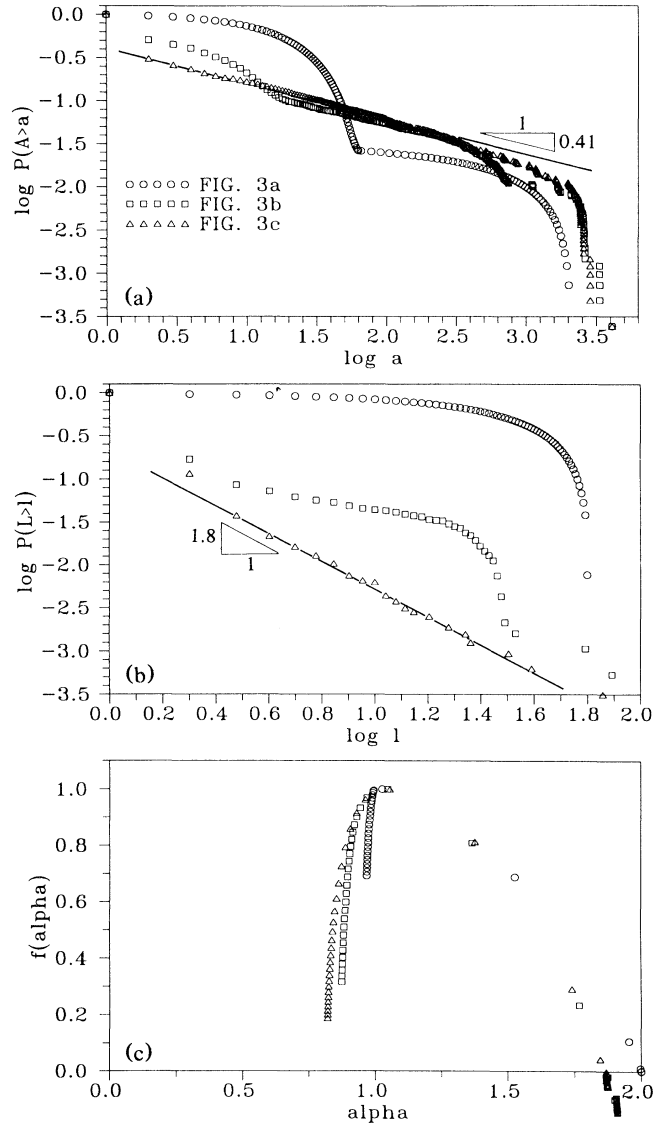 0.0
-0.5
-1.0
-1.5
-2.0
-2.5
-3.0
-3.5
log P(A>a)
1
0.41
○○○○○○ FIG. 3a
□□□□□□ FIG. 3b
△△△△△△ FIG. 3c
(a)
0.0 0.5 1.0 1.5 2.0 2.5 3.0 3.5
log a
0.0
-0.5
-1.0
-1.5
-2.0
-2.5
-3.0
-3.5
log P(L>l)
1.8
1
(b)
0.0 0.2 0.4 0.6 0.8 1.0 1.2 1.4 1.6 1.8 2.0
log l
1.0
0.8
0.6
0.4
0.2
0.0
f(alpha)
(c)
0.0 0.5 1.0 1.5 2.0
alpha